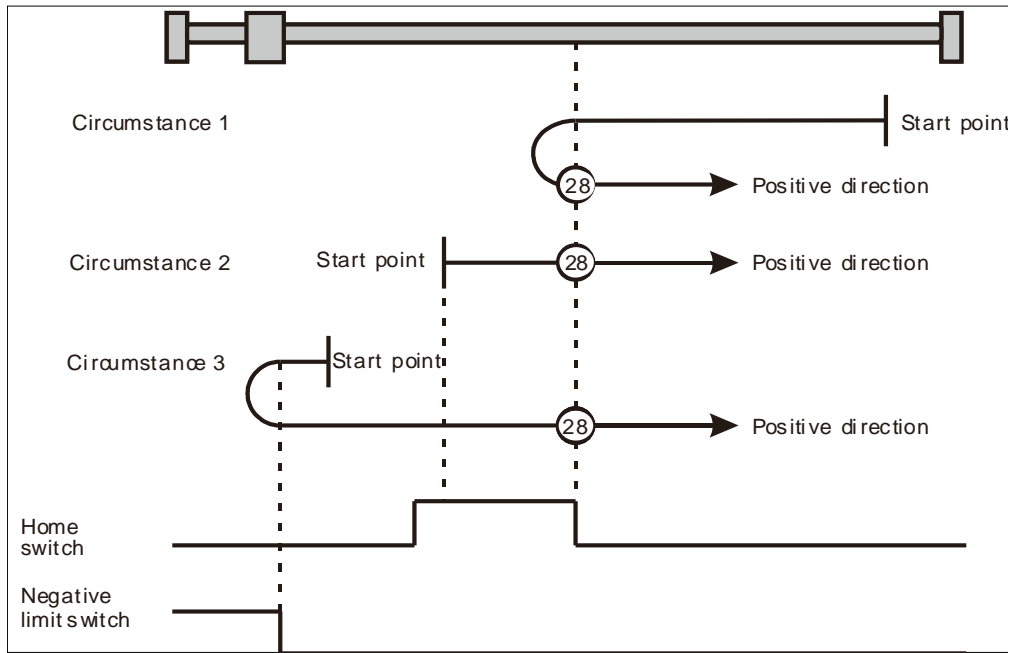 Circumstance 1
Start point
28
Positive direction
Circumstance 2
Start point
28
Positive direction
Circumstance 3
Start point
28
Positive direction
Home
switch
Negative
limit switch